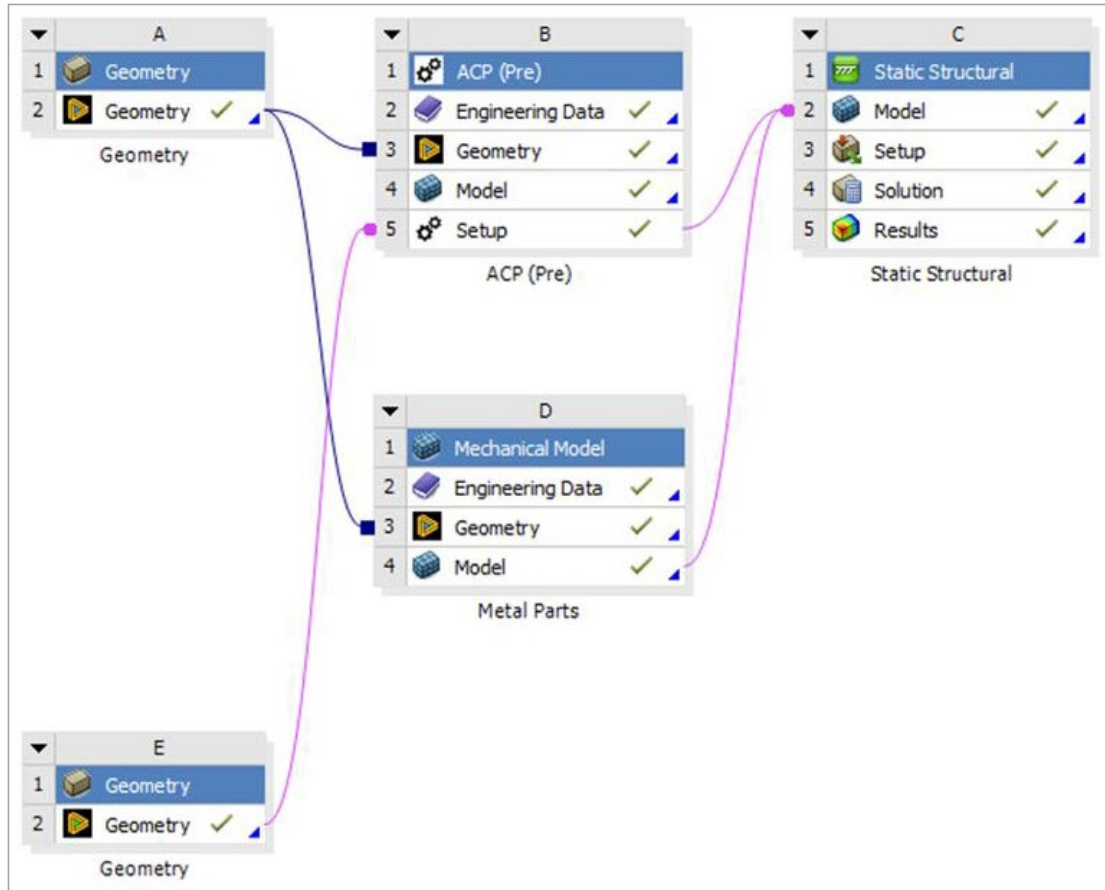 A
1 Geometry
2 Geometry
Geometry
B
1 ACP (Pre)
2 Engineering Data
3 Geometry
4 Model
5 Setup
ACP (Pre)
C
1 Static Structural
2 Model
3 Setup
4 Solution
5 Results
Static Structural
D
1 Mechanical Model
2 Engineering Data
3 Geometry
4 Model
Metal Parts
E
1 Geometry
2 Geometry
Geometry